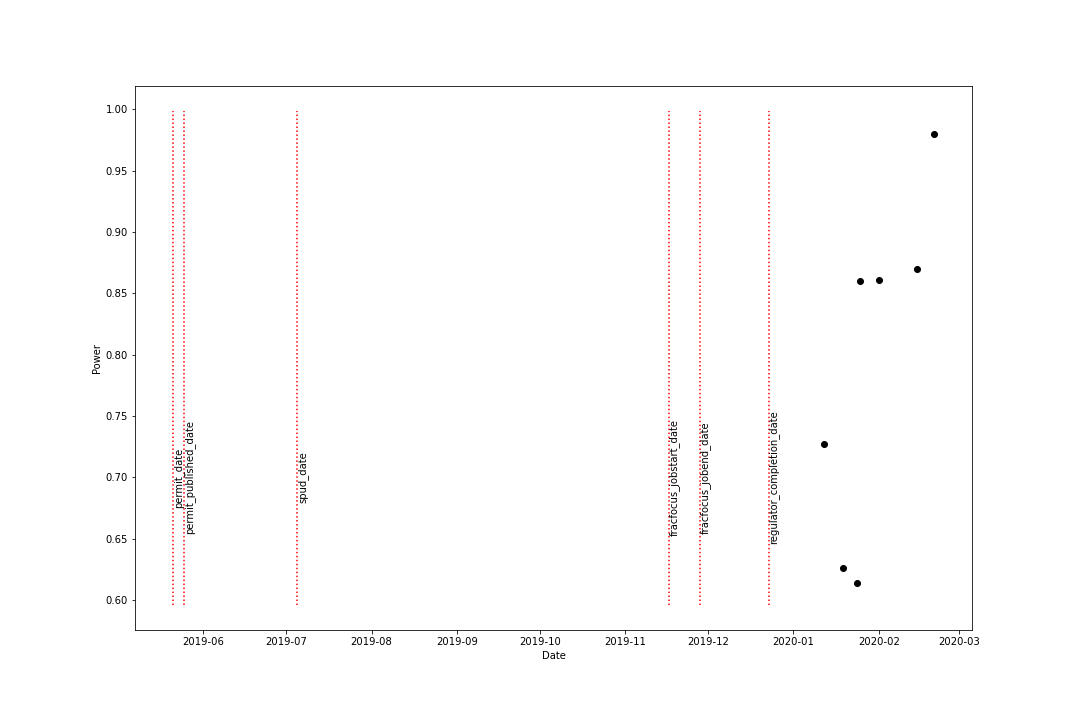 1.00
0.95
0.90
0.85
0.80
0.75
0.70
0.65
0.60
Power
permit_date
permit_published_date
spud_date
fracfocus_jobstart_date
fracfocus_jobend_date
regulator_completion_date
2019-06
2019-07
2019-08
2019-09
2019-10
2019-11
2019-12
2020-01
2020-02
2020-03
Date